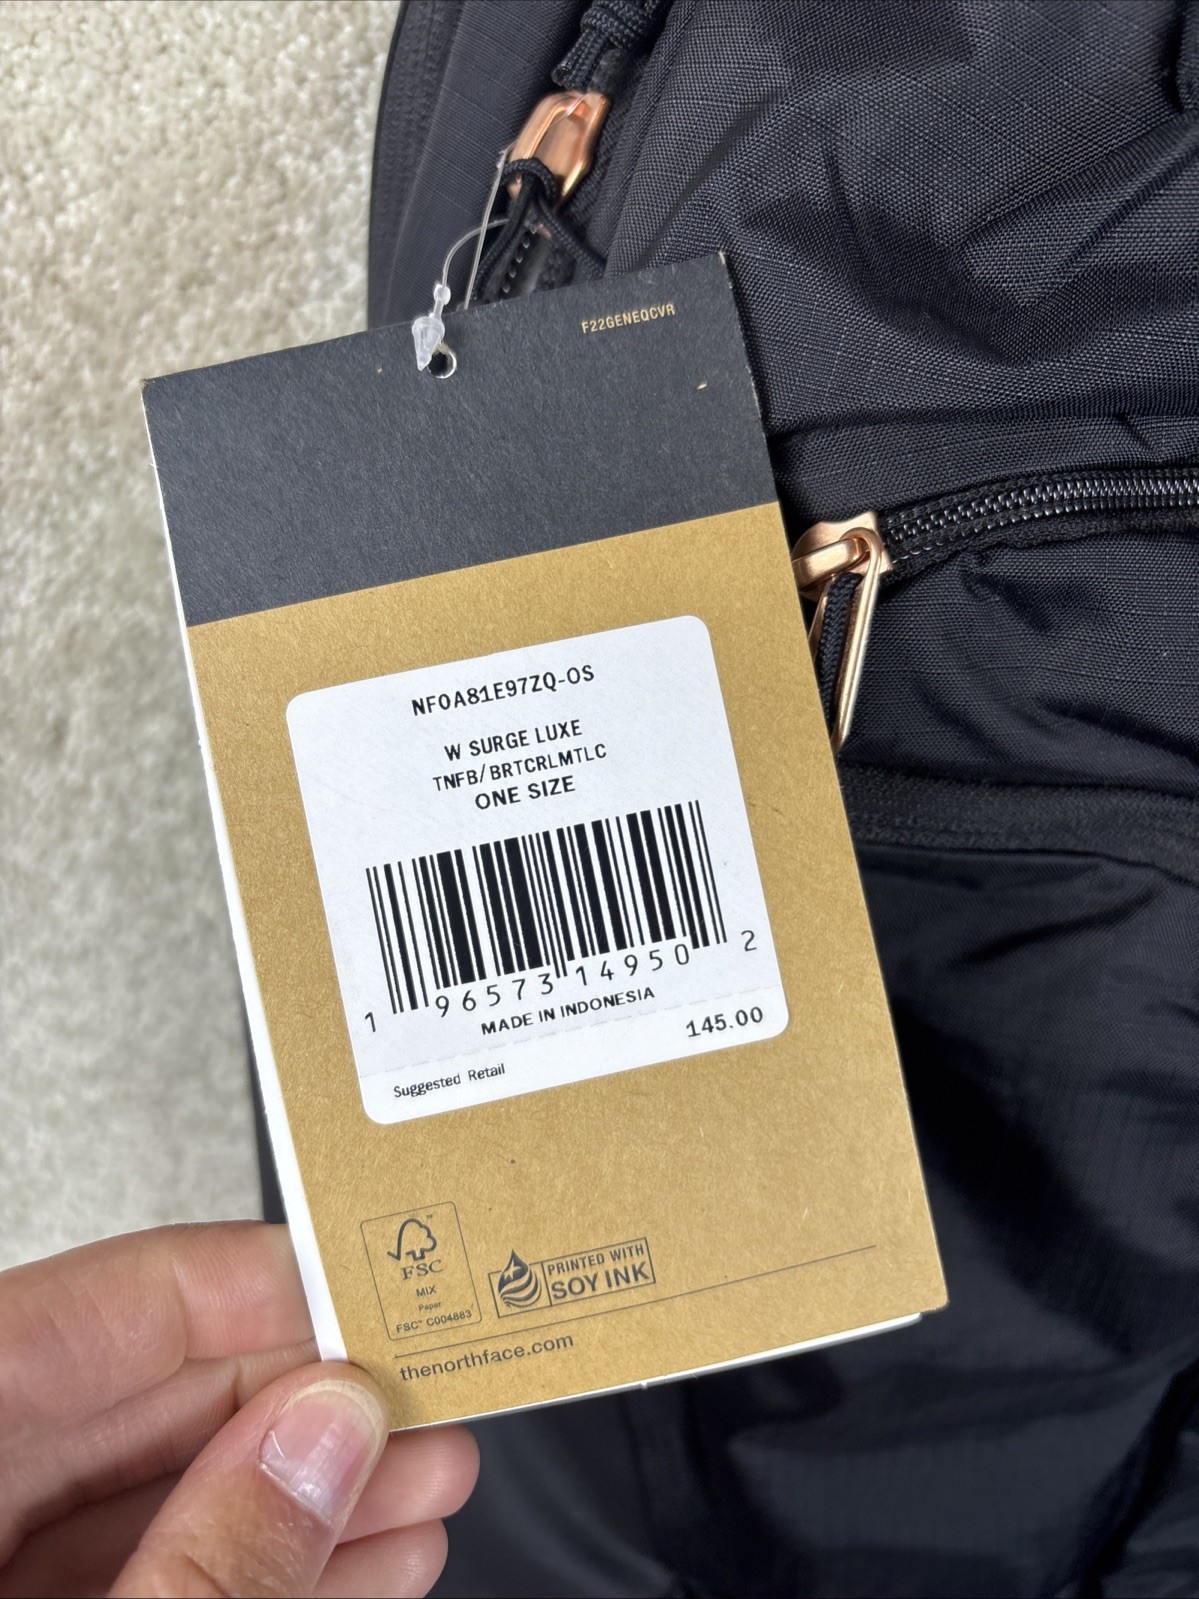 F22GENEQCVR
NF0A81E97ZQ-OS
W SURGE LUXE
TNFB/BRTCRLMTLC
ONE SIZE
1 96573 14950 2
MADE IN INDONESIA
145.00
Suggested Retail
FSC
MIX
Paper
FSC™ C004883
PRINTED WITH
SOY INK
thenorthface.com